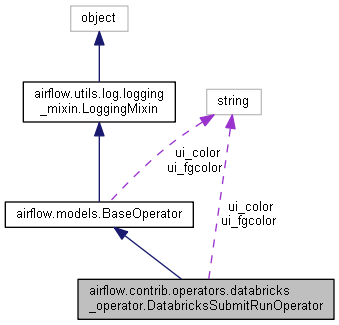 object
airflow.utils.log.logging
_mixin.LoggingMixin
string
ui_color
ui_fgcolor
airflow.models.BaseOperator
ui_color
ui_fgcolor
airflow.contrib.operators.databricks
_operator.DatabricksSubmitRunOperator